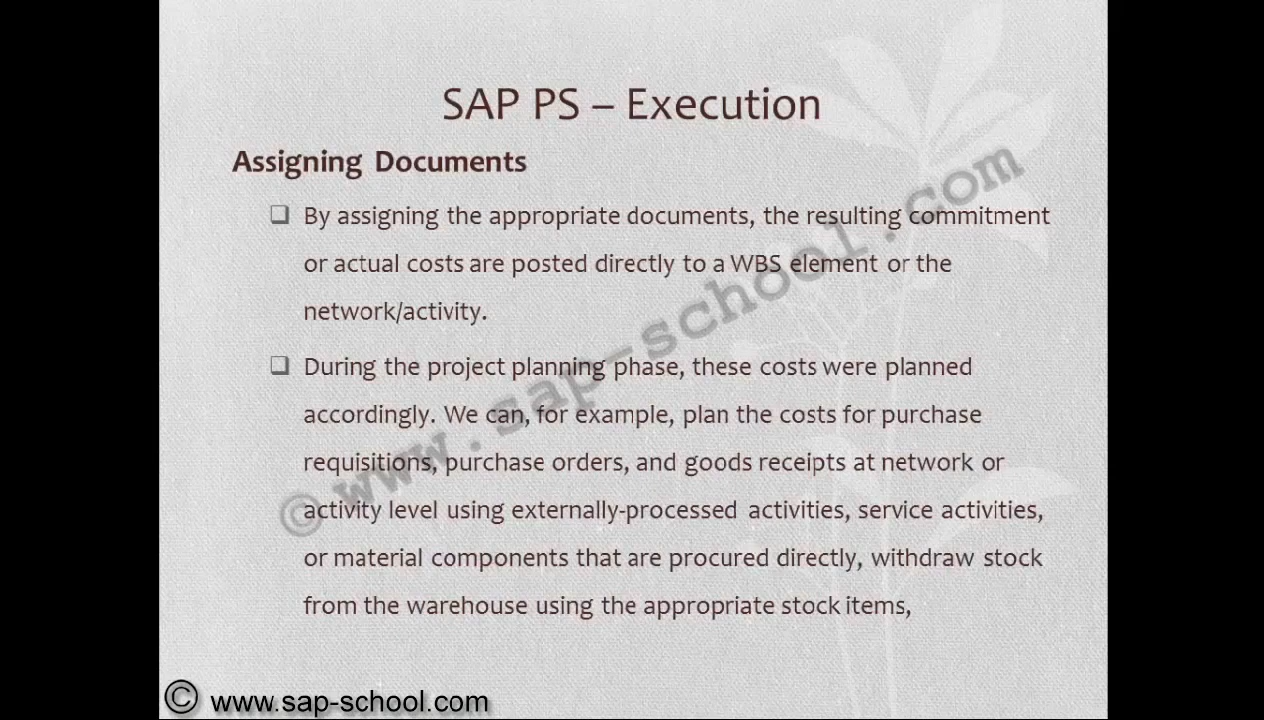 SAP PS – Execution
Assigning Documents
By assigning the appropriate documents, the resulting commitment
or actual costs are posted directly to a WBS element or the
network/activity.
During the project planning phase, these costs were planned
accordingly. We can, for example, plan the costs for purchase
requisitions, purchase orders, and goods receipts at network or
activity level using externally-processed activities, service activities,
or material components that are procured directly, withdraw stock
from the warehouse using the appropriate stock items,
© www.sap-school.com
© www.sap-school.com